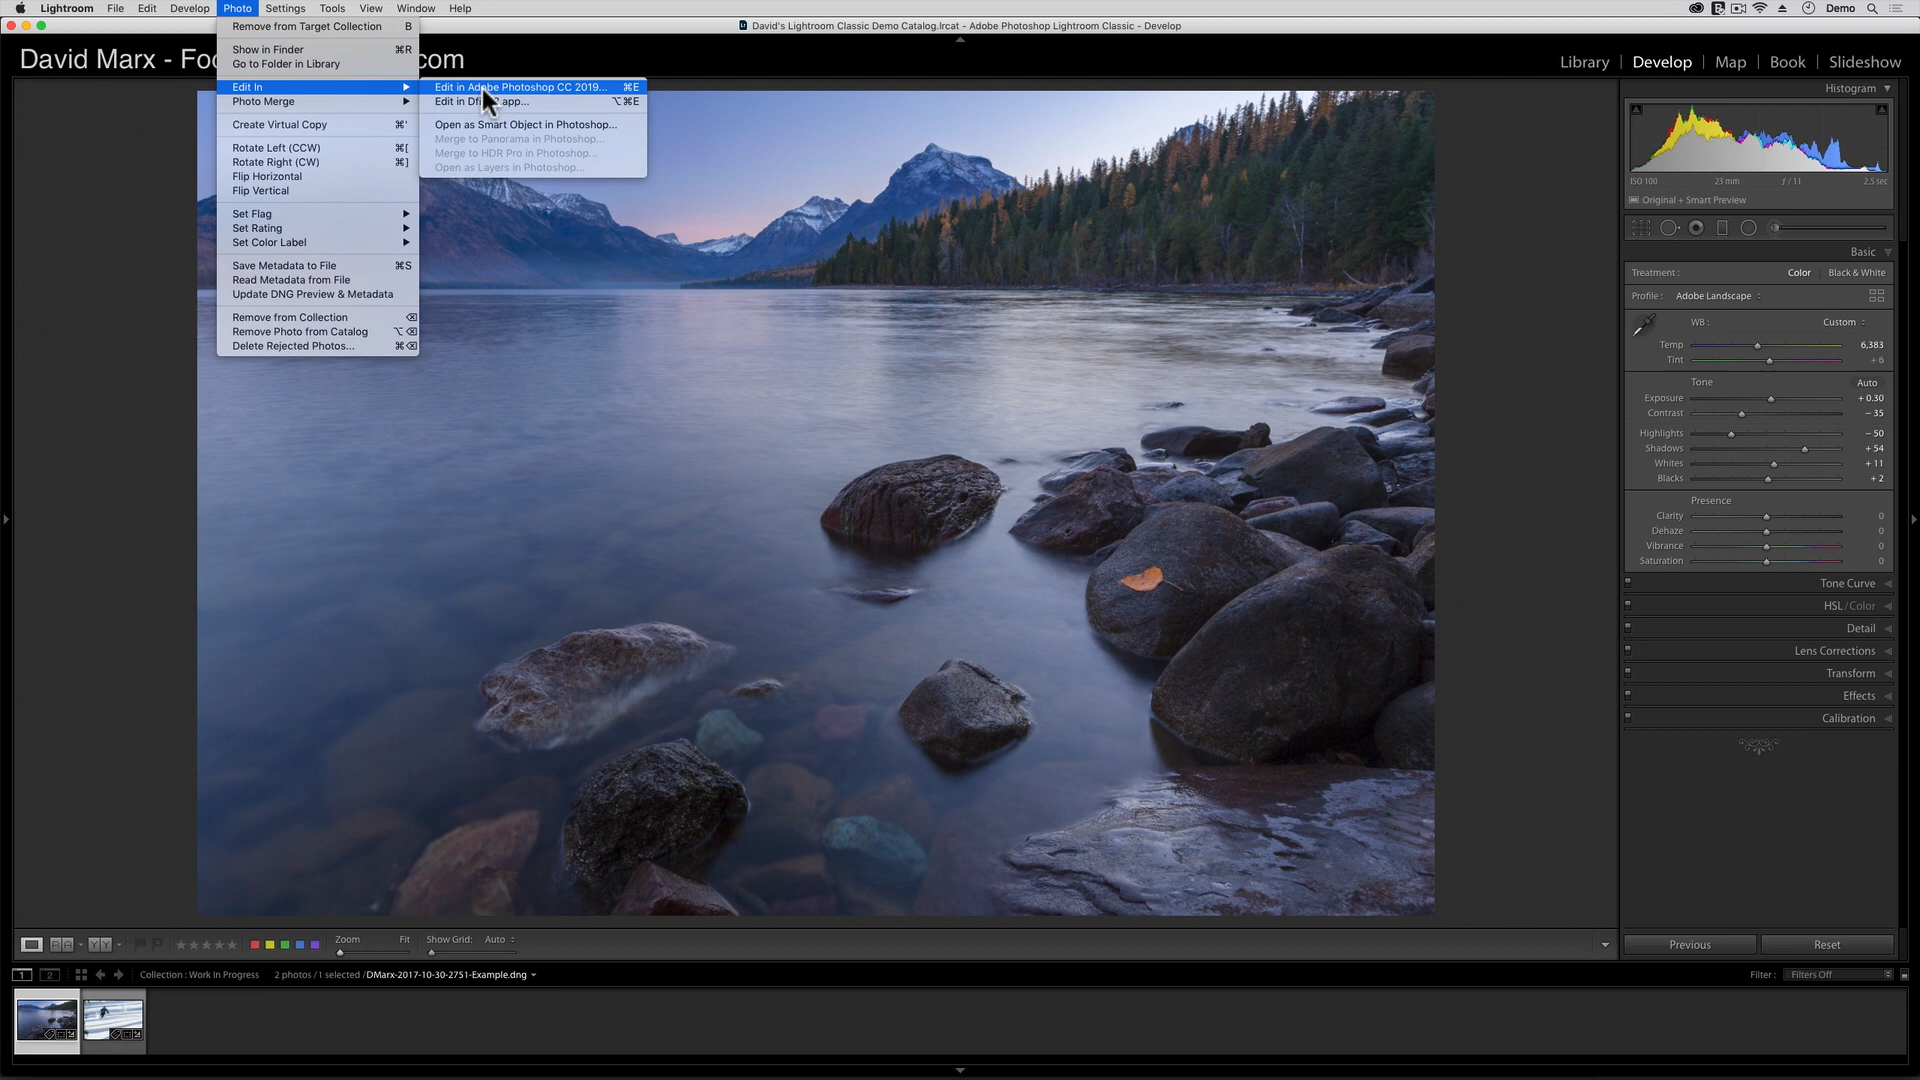 Lightroom File Edit Develop Photo Settings Tools View Window Help Demo
David's Lightroom Classic Demo Catalog.lrcat - Adobe Photoshop Lightroom Classic - Develop
David Marx - Foc com
Library | Develop | Map | Book | Slideshow
Remove from Target Collection B
Show in Finder ⌘R
Go to Folder in Library
Edit In
Photo Merge
Create Virtual Copy ⌘'
Rotate Left (CCW) ⌘[
Rotate Right (CW) ⌘]
Flip Horizontal
Flip Vertical
Set Flag
Set Rating
Set Color Label
Save Metadata to File ⌘S
Read Metadata from File
Update DNG Preview & Metadata
Remove from Collection ⌫
Remove Photo from Catalog ⌥⌫
Delete Rejected Photos... ⌘⌫
Edit in Adobe Photoshop CC 2019... ⌘E
Edit in app... ⌥⌘E
Open as Smart Object in Photoshop...
Merge to Panorama in Photoshop...
Merge to HDR Pro in Photoshop...
Open as Layers in Photoshop...
Histogram
ISO 100 23 mm ƒ / 11 2.5 sec
Original + Smart Preview
Basic
Treatment : Color | Black & White
Profile : Adobe Landscape
WB : Custom
Temp 6,383
Tint + 6
Tone Auto
Exposure + 0.30
Contrast – 35
Highlights – 50
Shadows + 54
Whites + 11
Blacks + 2
Presence
Clarity 0
Dehaze 0
Vibrance 0
Saturation 0
Tone Curve
HSL / Color
Detail
Lens Corrections
Transform
Effects
Calibration
Previous Reset
R A Y Y Zoom Fit Show Grid: Auto
1 2 Collection : Work In Progress 2 photos / 1 selected / DMarx-2017-10-30-2751-Example.dng Filter : Filters Off